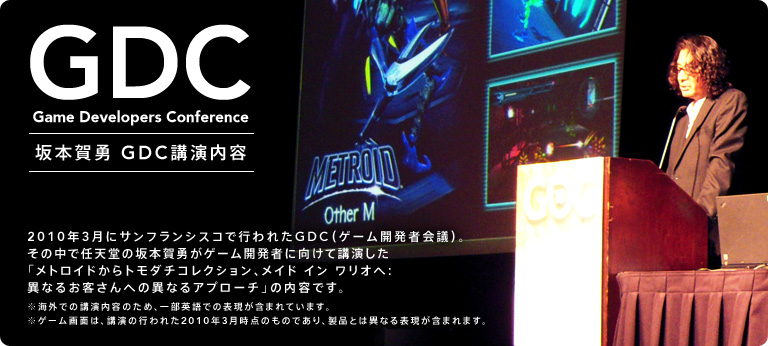 GDC
Game Developers Conference
坂本賀勇 GDC講演内容
METROID
Other M
GDC
2010年3月にサンフランシスコで行われたGDC(ゲーム開発者会議)。
その中で任天堂の坂本賀勇がゲーム開発者に向けて講演した
「メトロイドからトモダチコレクション、メイド イン ワリオへ:
異なるお客さんへの異なるアプローチ」の内容です。
※海外での講演内容のため、一部英語での表現が含まれています。
※ゲーム画面は、講演の行われた2010年3月時点のものであり、製品とは異なる表現が含まれます。